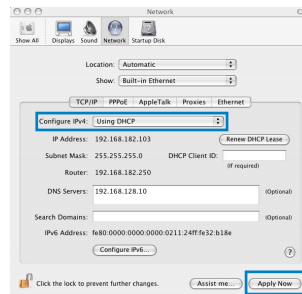 Network
Show All Displays Sound Network Startup Disk
Location: Automatic
Show: Built-in Ethernet
TCP/IP PPPoE AppleTalk Proxies Ethernet
Configure IPv4: Using DHCP
IP Address: 192.168.182.103 Renew DHCP Lease
Subnet Mask: 255.255.255.0 DHCP Client ID:
(If required)
Router: 192.168.182.250
DNS Servers: 192.168.128.10 (Optional)
Search Domains: (Optional)
IPv6 Address: fe80:0000:0000:0000:0211:24ff:fe32:b18e
Configure IPv6... ?
Click the lock to prevent further changes. Assist me... Apply Now